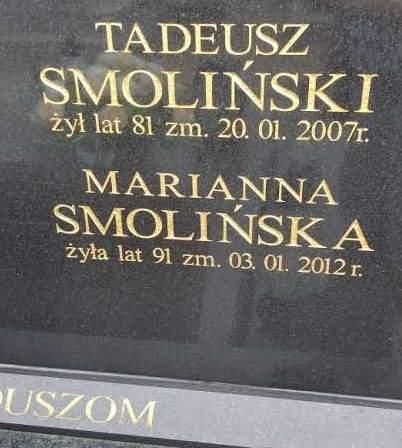 TADEUSZ
SMOLIŃSKI
żył lat 81 zm. 20. 01. 2007r.
MARIANNA
SMOLIŃSKA
żyła lat 91 zm. 03. 01. 2012 r.
DUSZOM